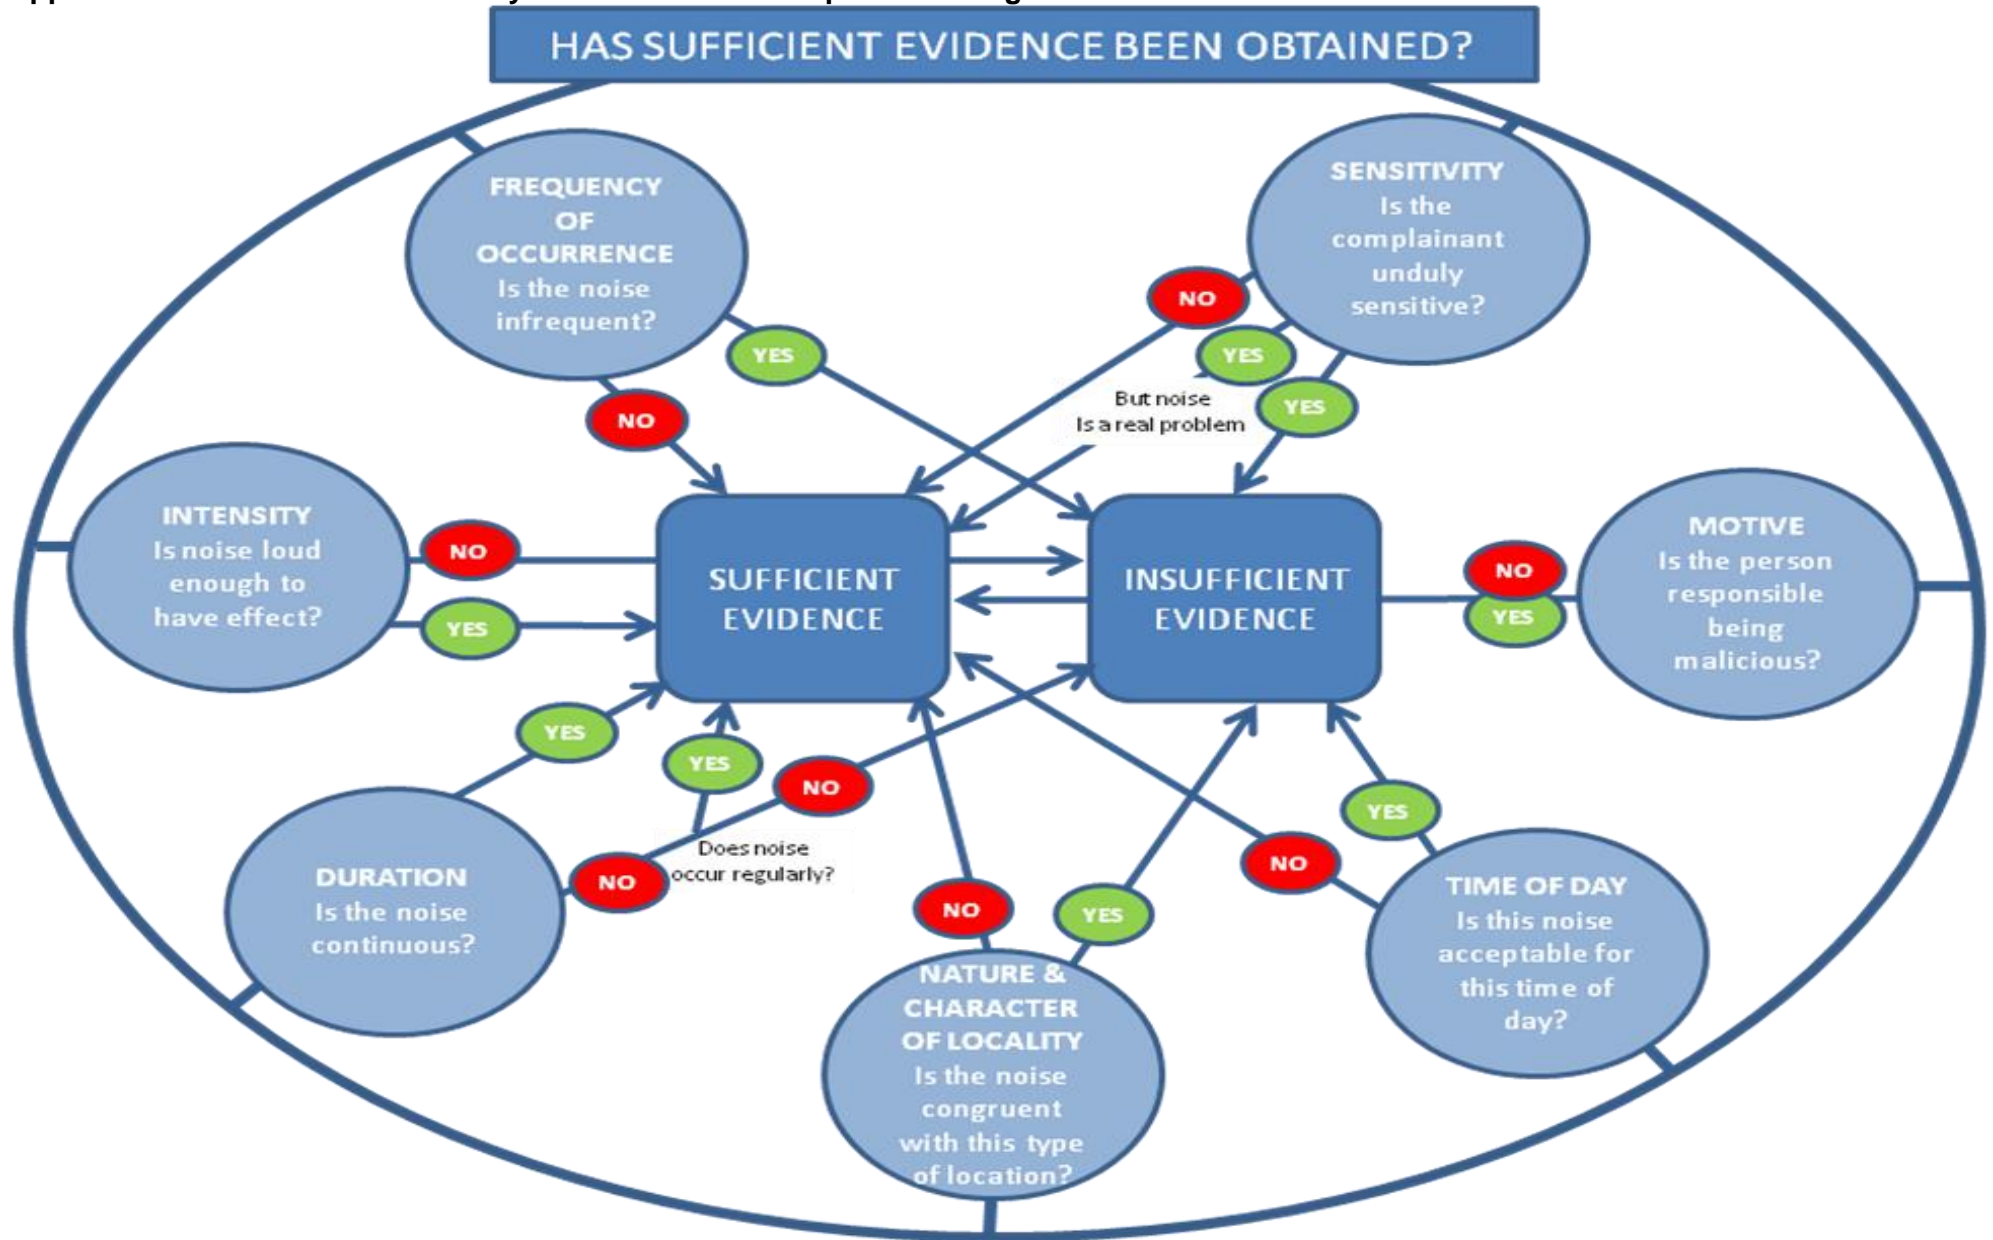 HAS SUFFICIENT EVIDENCE BEEN OBTAINED?
FREQUENCY
OF
OCCURRENCE
Is the noise
infrequent?
YES
NO
SENSITIVITY
Is the
complainant
unduly
sensitive?
NO
YES
But noise
Is a real problem
YES
INTENSITY
Is noise loud
enough to
have effect?
NO
YES
SUFFICIENT
EVIDENCE
INSUFFICIENT
EVIDENCE
NO
YES
MOTIVE
Is the person
responsible
being
malicious?
DURATION
Is the noise
continuous?
YES
NO
Does noise
occur regularly?
YES
NO
NATURE &
CHARACTER
OF LOCALITY
Is the noise
congruent
with this type
of location?
NO
YES
TIME OF DAY
Is this noise
acceptable for
this time of
day?
NO
YES